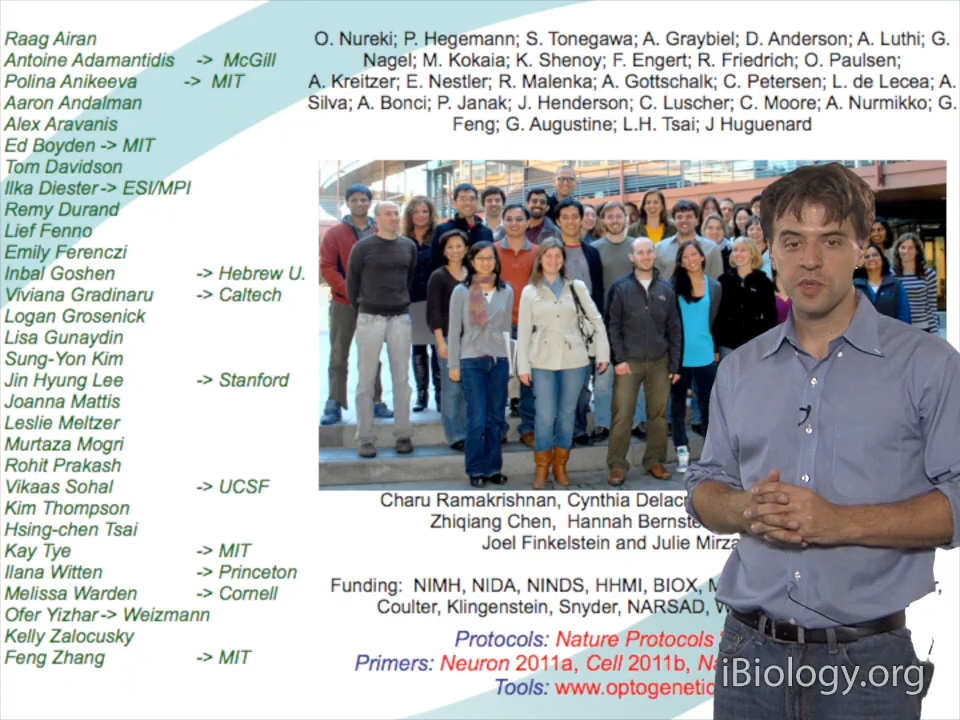 Raag Airan
Antoine Adamantidis -> McGill
Polina Anikeeva -> MIT
Aaron Andalman
Alex Aravanis
Ed Boyden -> MIT
Tom Davidson
Ilka Diester -> ESI/MPI
Remy Durand
Lief Fenno
Emily Ferenczi
Inbal Goshen -> Hebrew U.
Viviana Gradinaru -> Caltech
Logan Grosenick
Lisa Gunaydin
Sung-Yon Kim
Jin Hyung Lee -> Stanford
Joanna Mattis
Leslie Meltzer
Murtaza Mogri
Rohit Prakash
Vikaas Sohal -> UCSF
Kim Thompson
Hsing-chen Tsai
Kay Tye -> MIT
Ilana Witten -> Princeton
Melissa Warden -> Cornell
Ofer Yizhar -> Weizmann
Kelly Zalocusky
Feng Zhang -> MIT
O. Nureki; P. Hegemann; S. Tonegawa; A. Graybiel; D. Anderson; A. Luthi; G.
Nagel; M. Kokaia; K. Shenoy; F. Engert; R. Friedrich; O. Paulsen;
A. Kreitzer; E. Nestler; R. Malenka; A. Gottschalk; C. Petersen; L. de Lecea; A.
Silva; A. Bonci; P. Janak; J. Henderson; C. Luscher; C. Moore; A. Nurmikko; G.
Feng; G. Augustine; L.H. Tsai; J Huguenard
Charu Ramakrishnan, Cynthia
Zhiqiang Chen, Hannah
Joel Finkelstein and Julie
Funding: NIMH, NIDA, NINDS, HHMI, BIOX,
Coulter, Klingenstein, Snyder, NARSAD,
Protocols: Nature Protocols
Primers: Neuron 2011a, Cell 2011b,
Tools:
iBiology.org